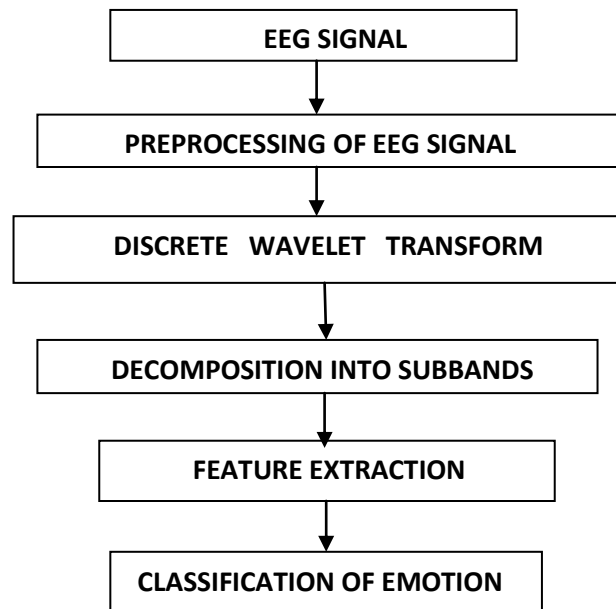 EEG SIGNAL
PREPROCESSING OF EEG SIGNAL
DISCRETE WAVELET TRANSFORM
DECOMPOSITION INTO SUBBANDS
FEATURE EXTRACTION
CLASSIFICATION OF EMOTION